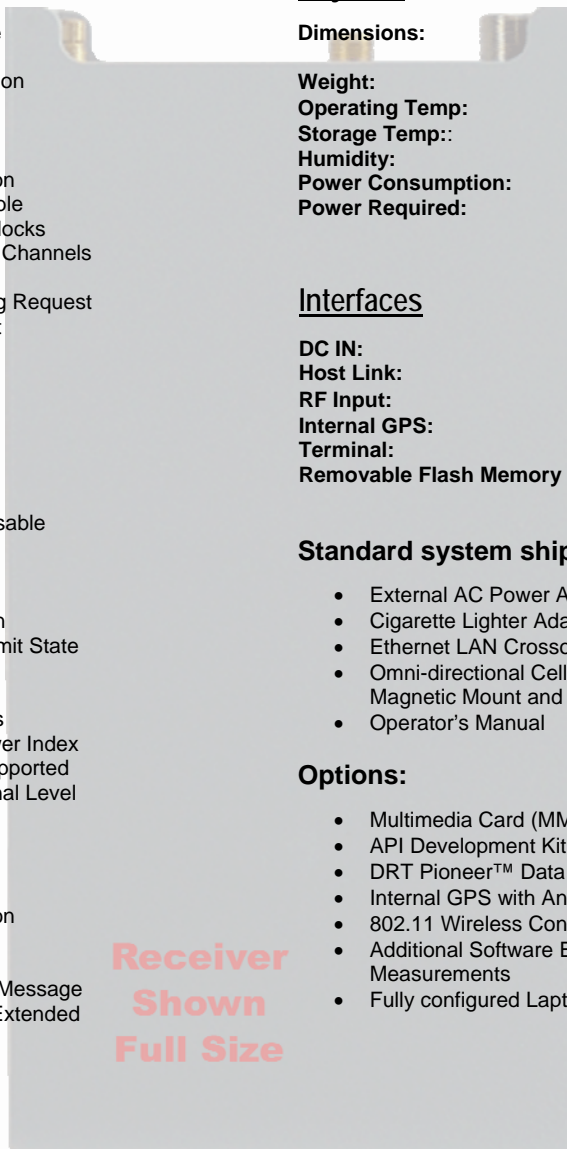 on
on
ble
locks
Channels
g Request
sable
n
mit State
s
ver Index
pported
nal Level
on
Message
Extended
Receiver
Shown
Full Size
Dimensions:
Weight:
Operating Temp:
Storage Temp::
Humidity:
Power Consumption:
Power Required:
Interfaces
DC IN:
Host Link:
RF Input:
Internal GPS:
Terminal:
Removable Flash Memory
Standard system ship
• External AC Power A
• Cigarette Lighter Ada
• Ethernet LAN Crosso
• Omni-directional Cell
Magnetic Mount and
• Operator's Manual
Options:
• Multimedia Card (MM
• API Development Kit
• DRT Pioneer™ Data
• Internal GPS with An
• 802.11 Wireless Con
• Additional Software E
Measurements
• Fully configured Lapt